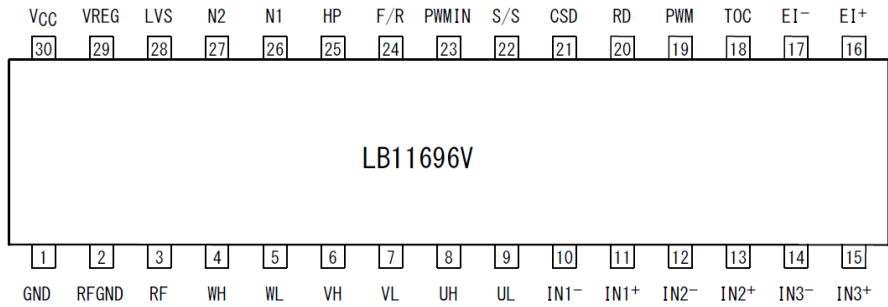 VCC VREG LVS N2 N1 HP F/R PWMIN S/S CSD RD PWM TOC EI− EI+
30 29 28 27 26 25 24 23 22 21 20 19 18 17 16
LB11696V
1 2 3 4 5 6 7 8 9 10 11 12 13 14 15
GND RFGND RF WH WL VH VL UH UL IN1− IN1+ IN2− IN2+ IN3− IN3+